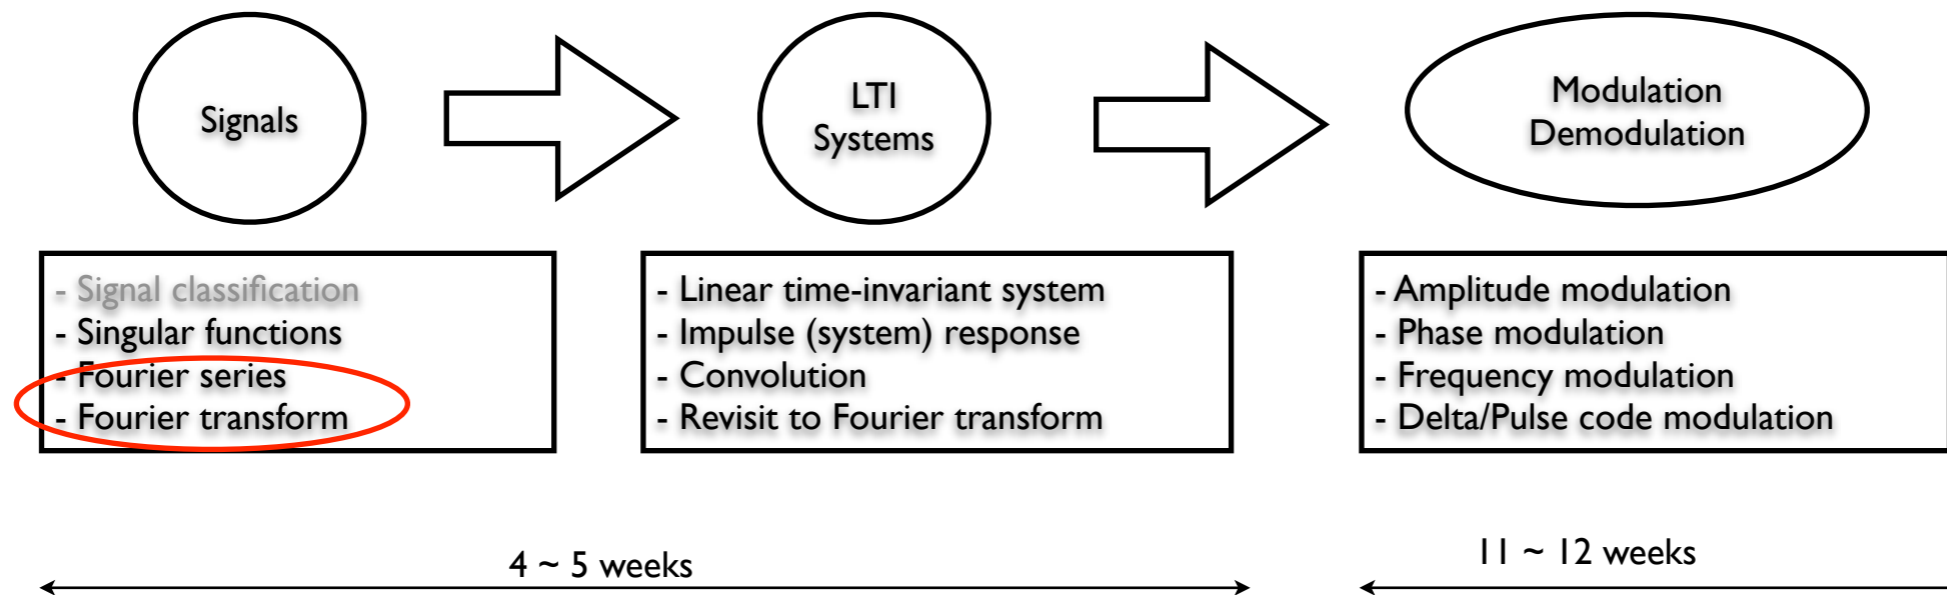 Signals
LTI
Systems
Modulation
Demodulation
- Signal classification
- Singular functions
- Fourier series
- Fourier transform
- Linear time-invariant system
- Impulse (system) response
- Convolution
- Revisit to Fourier transform
- Amplitude modulation
- Phase modulation
- Frequency modulation
- Delta/Pulse code modulation
4 ~ 5 weeks
11 ~ 12 weeks